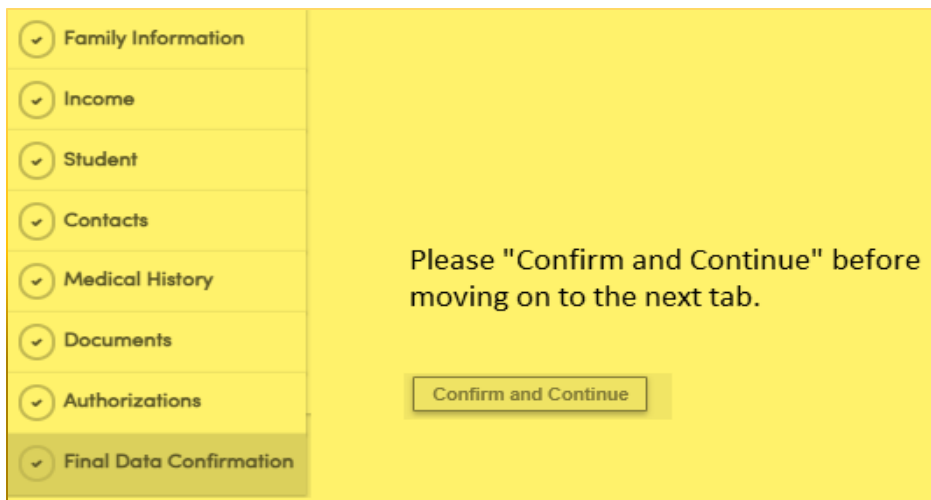 Family Information
Income
Student
Contacts
Medical History
Documents
Authorizations
Final Data Confirmation
Please "Confirm and Continue" before
moving on to the next tab.
Confirm and Continue